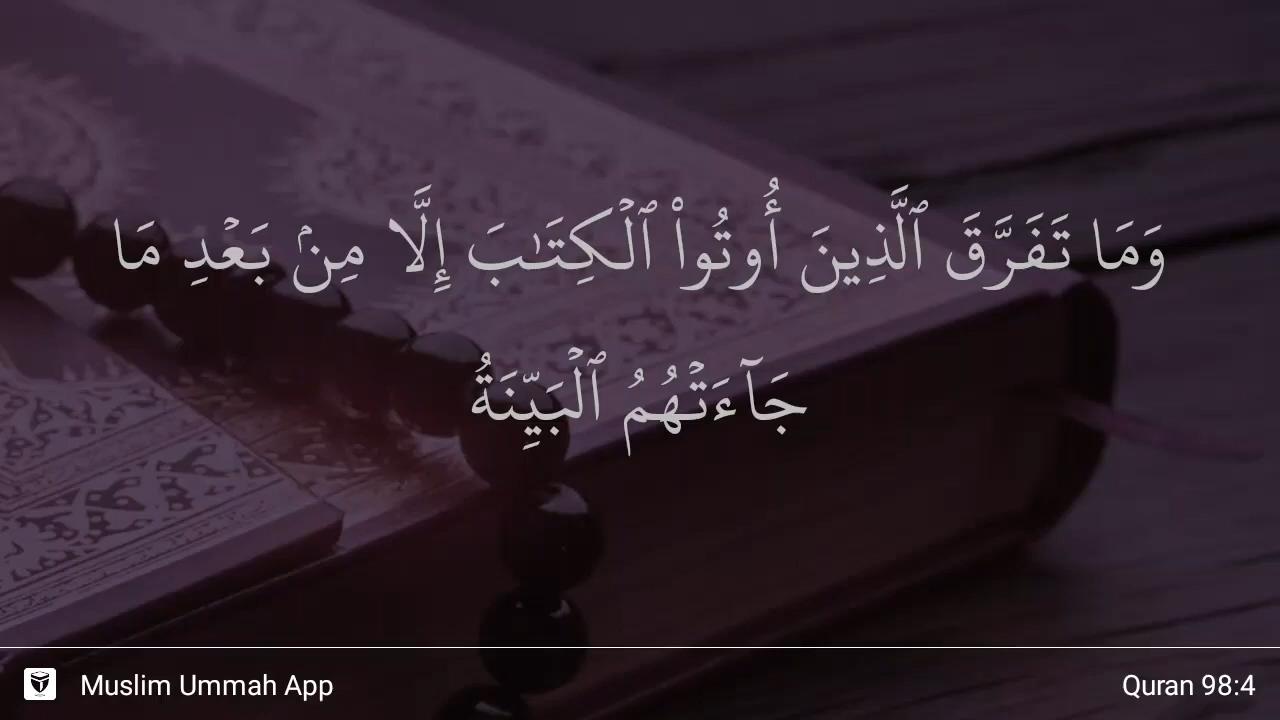 وَمَا تَفَرَّقَ ٱلَّذِينَ أُوتُوا۟ ٱلْكِتَـٰبَ إِلَّا مِنۢ بَعْدِ مَا
جَآءَتْهُمُ ٱلْبَيِّنَةُ
Muslim Ummah App
Quran 98:4